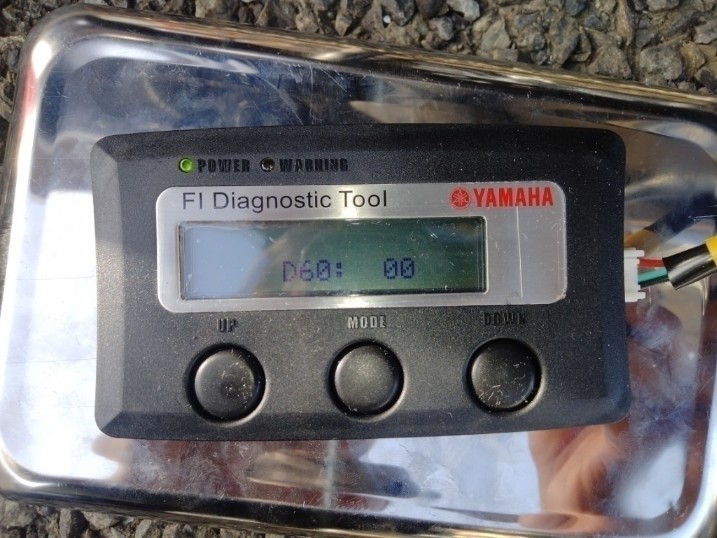 POWER WARNING
FI Diagnostic Tool YAMAHA
D60: 00
UP MODE DOWN